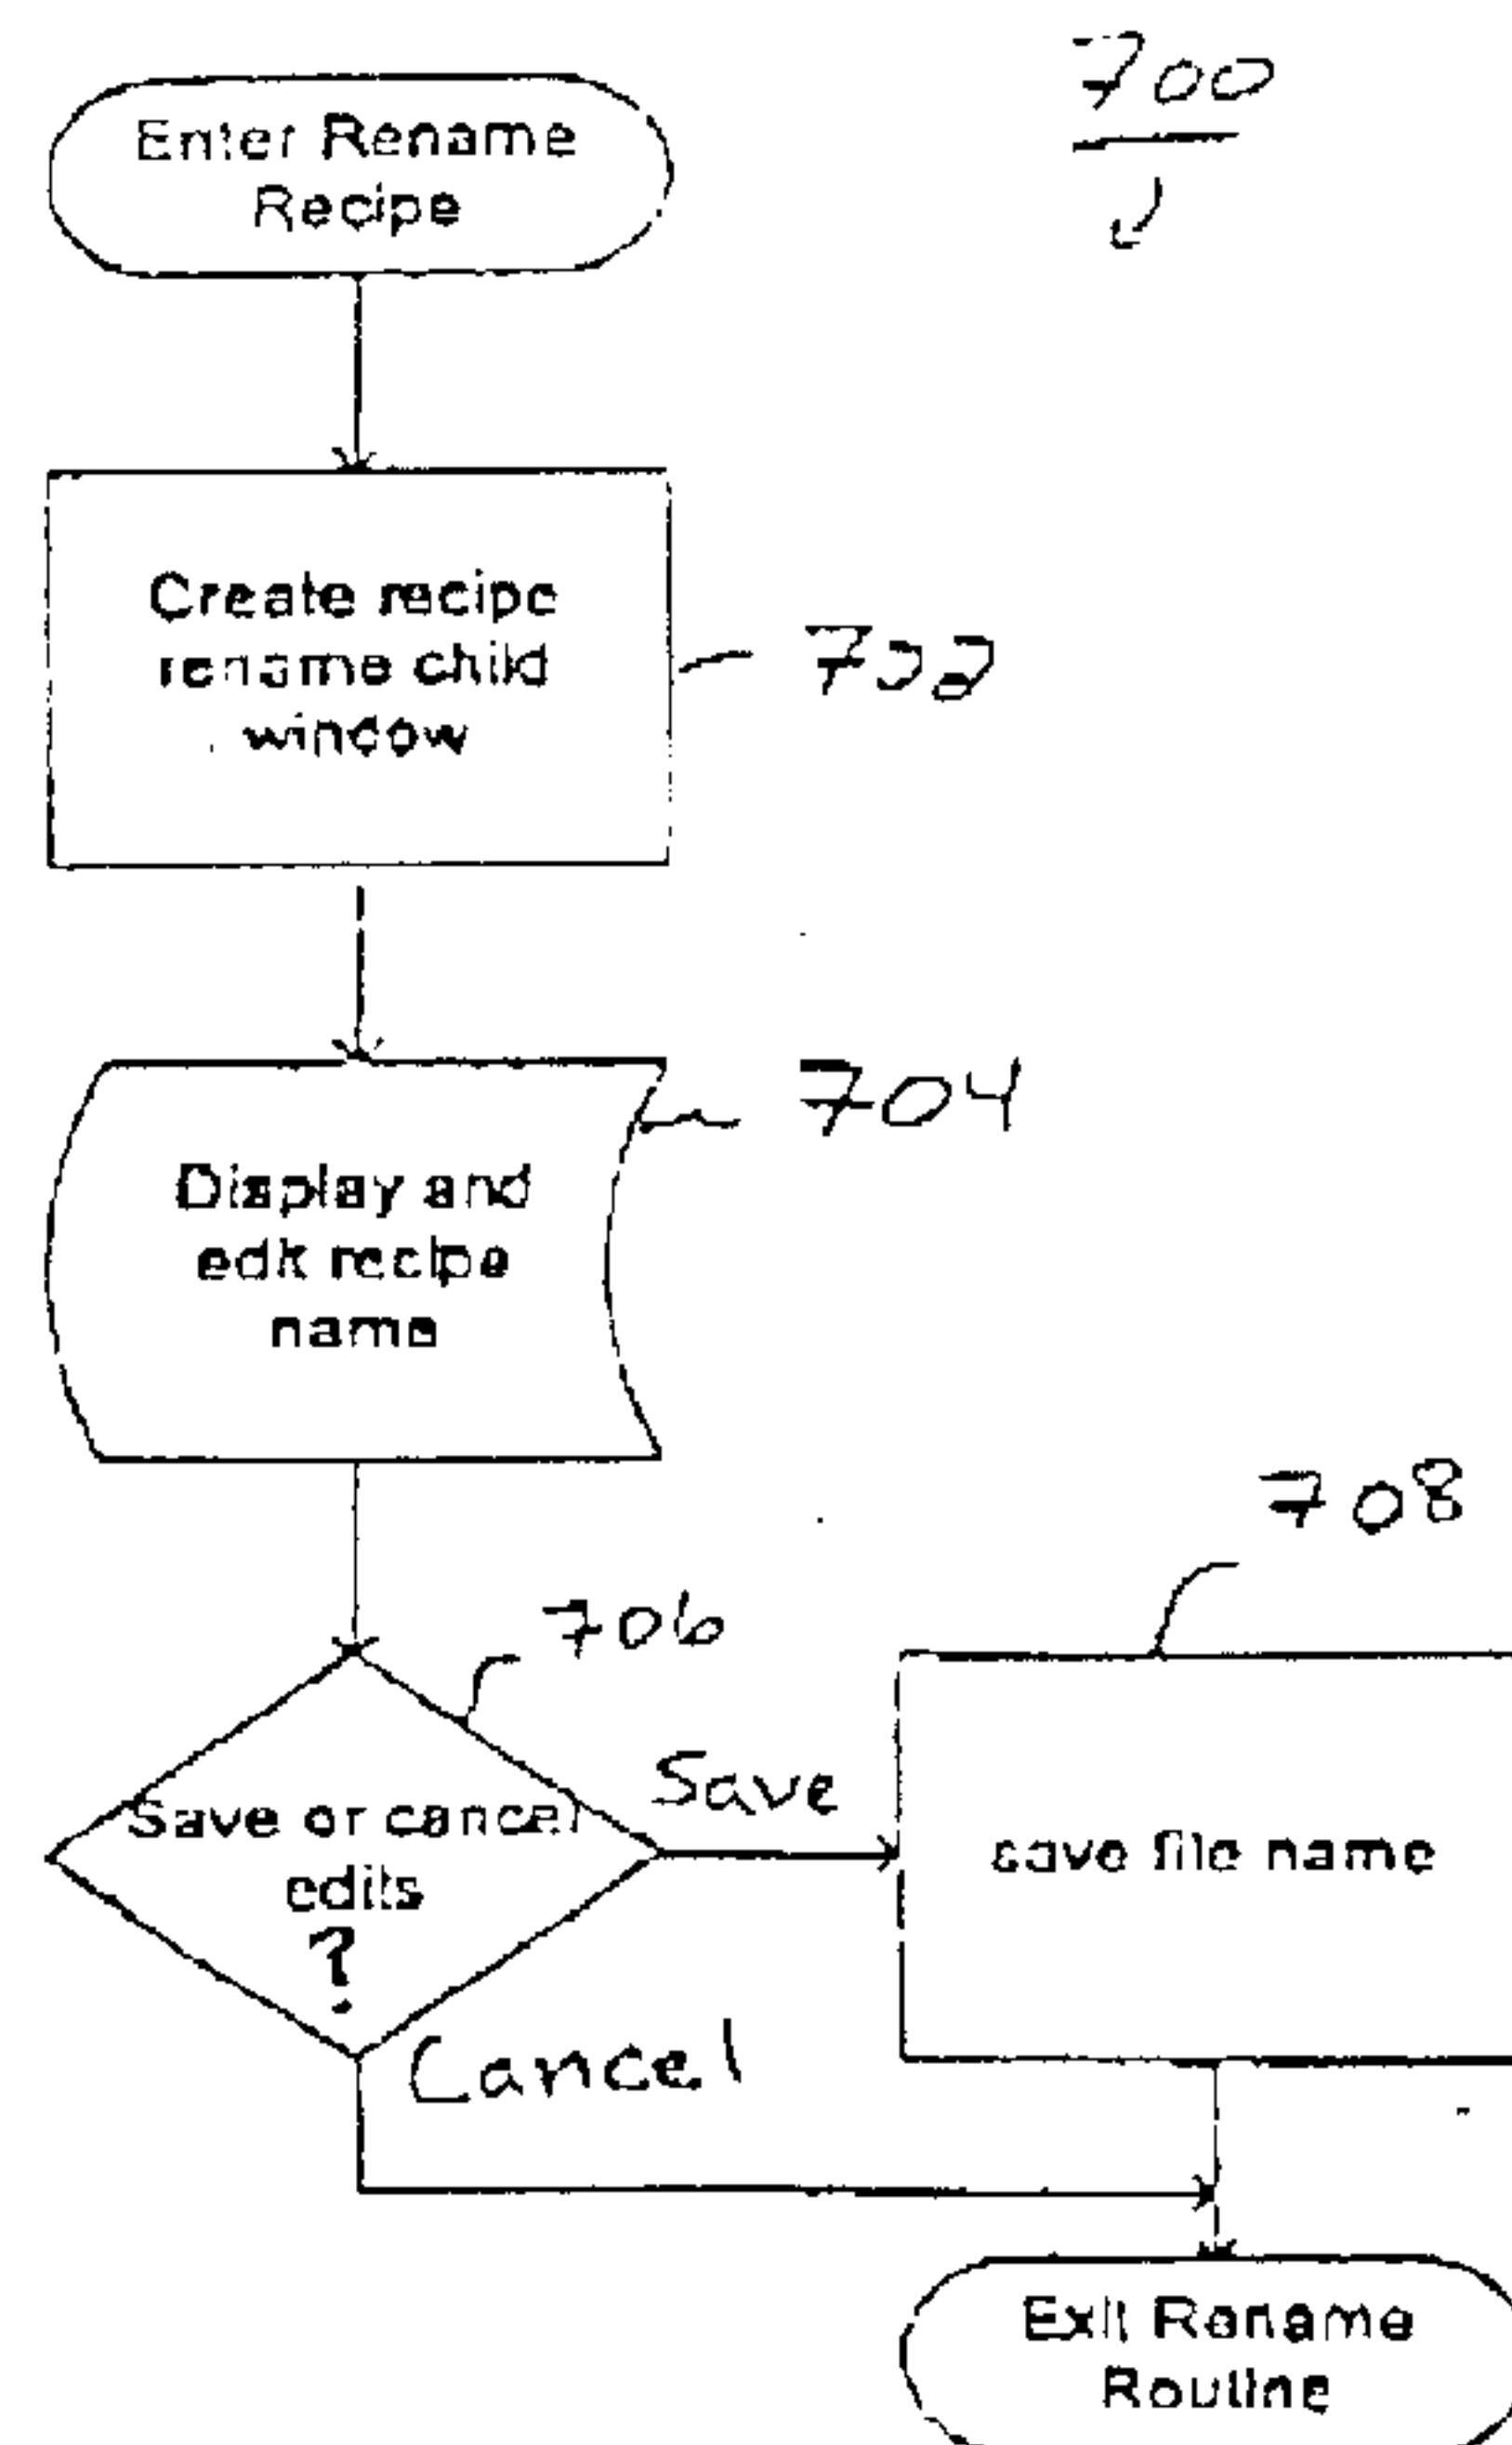 700
Enter Rename
Recipe
Create recipe
rename child
window
702
704
Display and
edit recipe
name
706
708
Save or cancel
edits
?
Save
save file name
Cancel
Exit Rename
Routine